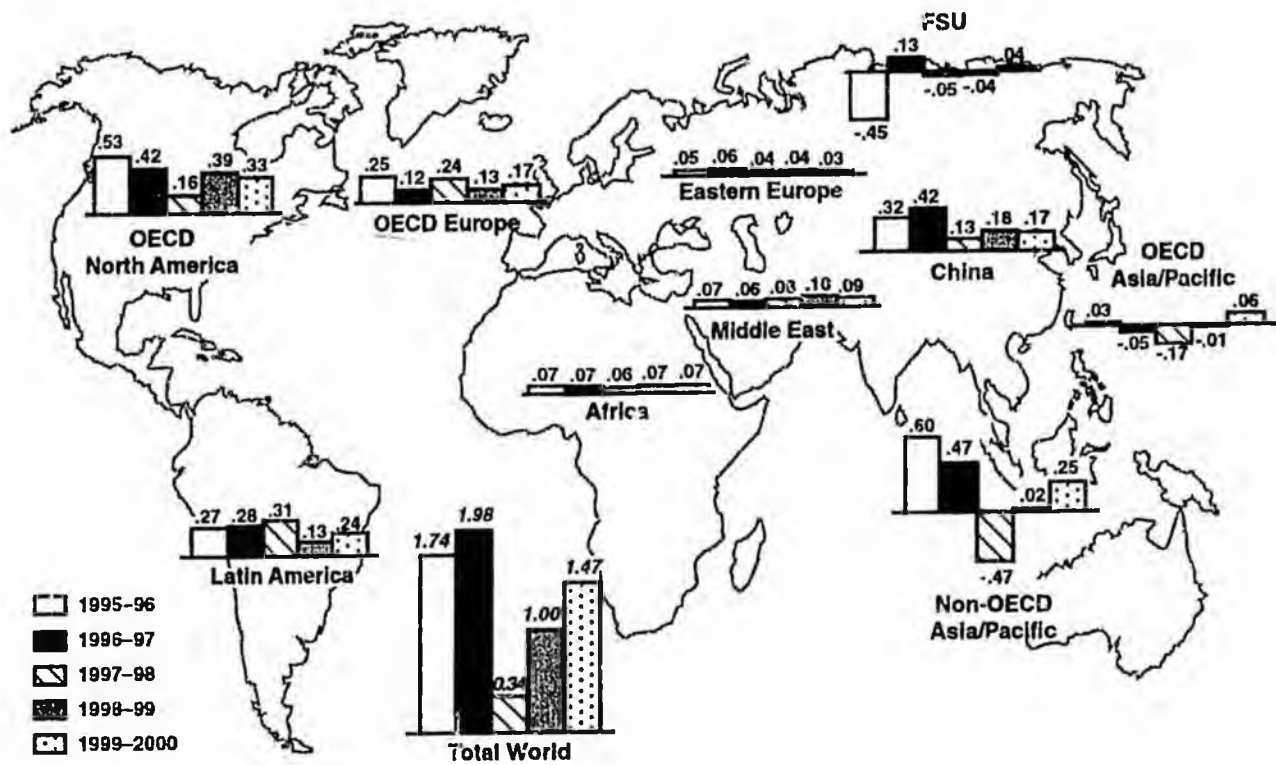 FSU
.13
.04
-.05
-.04
-.45
.53
.42
.16
.39
.33
OECD
North America
.25
.12
.24
.13
.17
OECD Europe
.05 .06 .04 .04 .03
Eastern Europe
.32
.42
.13
.18
.17
China
OECD
Asia/Pacific
.03
-.05
-.17
-.01
.06
.07 .06 .10 .09
Middle East
.07 .07 .06 .07 .07
Africa
.60
.47
-.47
.02
.25
Non-OECD
Asia/Pacific
.27
.28
.31
.13
.24
Latin America
1.74
1.98
0.34
1.00
1.47
Total World
1995–96
1996–97
1997–98
1998–99
1999–2000